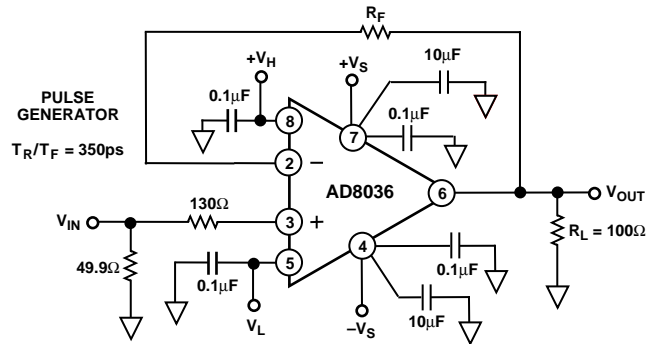 R_F
10µF
+V_H
+V_S
0.1µF
0.1µF
PULSE
GENERATOR
T_R/T_F = 350ps
8
7
2
–
AD8036
6
V_OUT
V_IN
130Ω
3
+
R_L = 100Ω
4
49.9Ω
5
0.1µF
0.1µF
10µF
V_L
–V_S